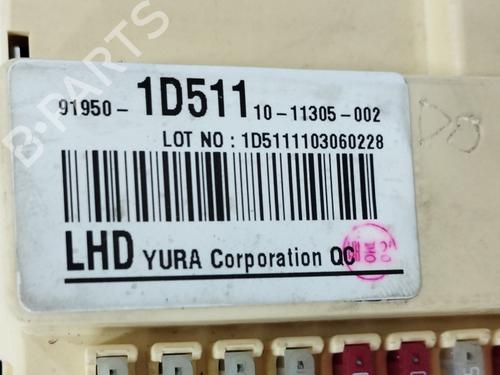 91950- 1D511 10-11305-002
LOT NO : 1D5111103060228
LHD YURA Corporation QC
B-PARTS